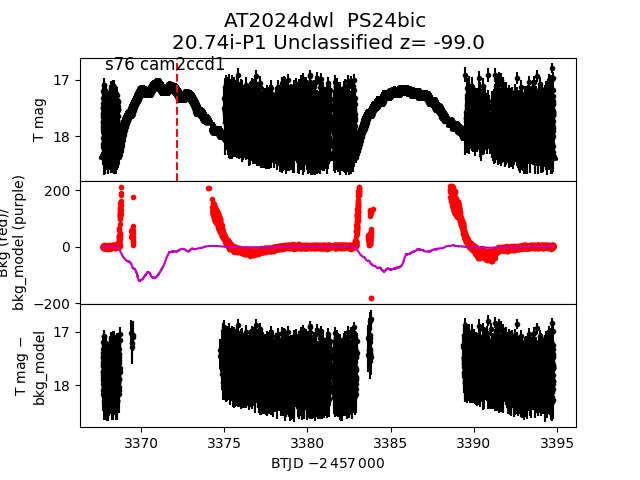 AT2024dwl  PS24bic
20.74i-P1 Unclassified z= -99.0
s76 cam2ccd1
17
18
T mag
200
0
−200
Bkg (red)/
bkg_model (purple)
17
18
T mag −
bkg_model
3370
3375
3380
3385
3390
3395
BTJD −2 457 000